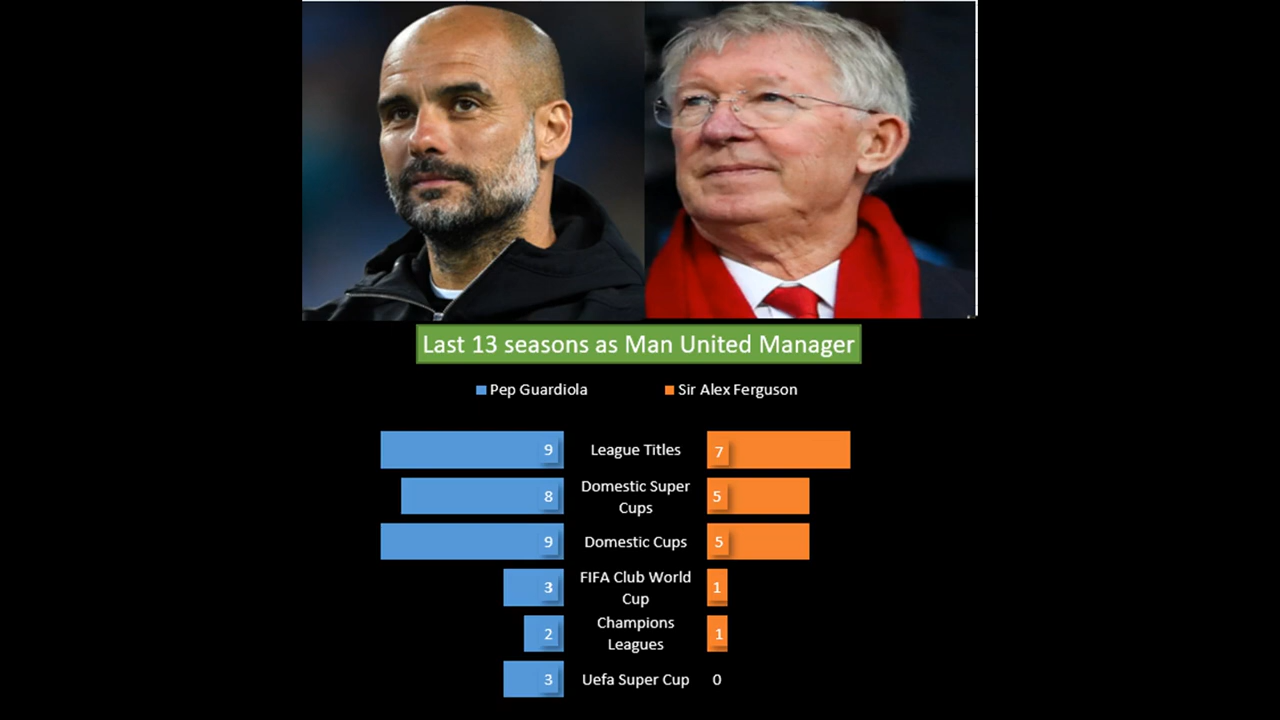 Last 13 seasons as Man United Manager
Pep Guardiola Sir Alex Ferguson
9 League Titles 7
8 Domestic Super Cups 5
9 Domestic Cups 5
3 FIFA Club World Cup 1
2 Champions Leagues 1
3 Uefa Super Cup 0